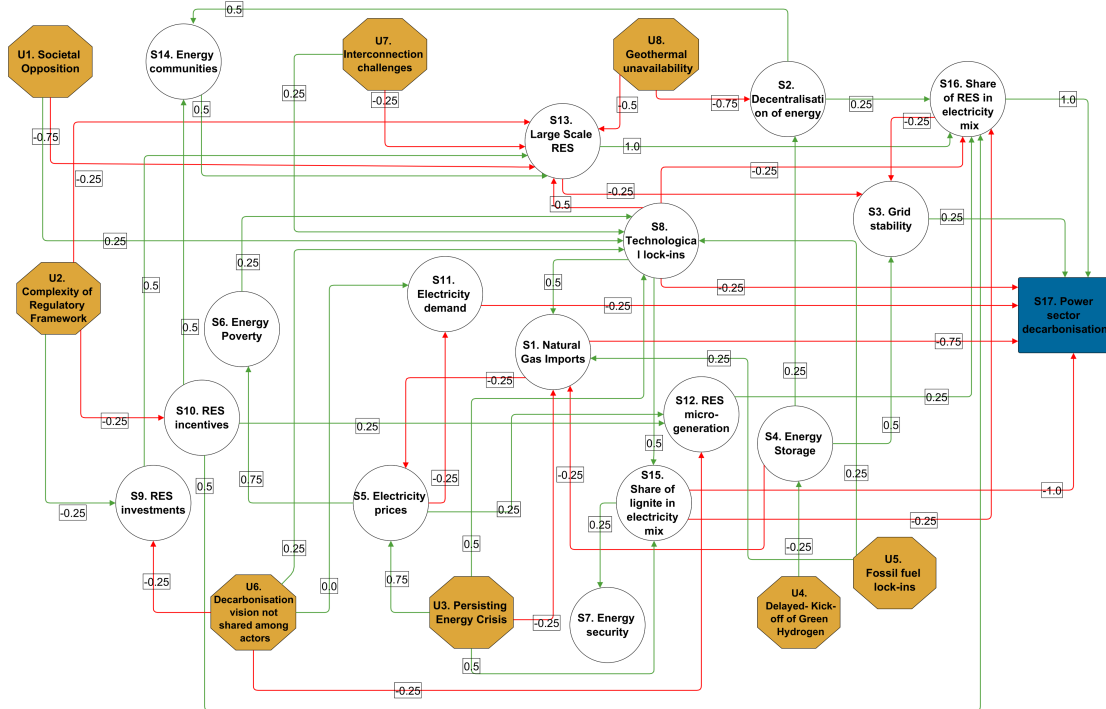 0.5
U1. Societal
Opposition
S14. Energy
communities
U7.
Interconnection
challenges
U8.
Geothermal
unavailability
S2.
Decentralisati
on of energy
S16. Share
of RES in
electricity
mix
0.25
-0.25
-0.5
-0.75
0.25
1.0
0.5
-0.75
-0.25
S13.
Large Scale
RES
1.0
-0.25
-0.25
-0.25
-0.5
S3. Grid
stability
0.25
S8.
Technologica
l lock-ins
0.25
0.25
U2.
Complexity of
Regulatory
Framework
0.5
S11.
Electricity
demand
0.5
-0.25
-0.25
S17. Power
sector
decarbonisation
S6. Energy
Poverty
0.5
S1. Natural
Gas Imports
-0.75
0.25
0.25
-0.25
S10. RES
incentives
-0.25
0.25
S12. RES
micro-
generation
0.25
S4. Energy
Storage
0.5
0.5
-0.25
-0.25
0.25
0.5
0.75
S9. RES
investments
-0.25
S5. Electricity
prices
0.25
S15.
Share of
lignite in
electricity
mix
-1.0
-0.25
0.25
0.25
0.0
0.5
-0.25
-0.25
0.75
U6.
Decarbonisation
vision not
shared among
actors
U3. Persisting
Energy Crisis
-0.25
S7. Energy
security
U4.
Delayed- Kick-
off of Green
Hydrogen
U5.
Fossil fuel
lock-ins
0.5
-0.25